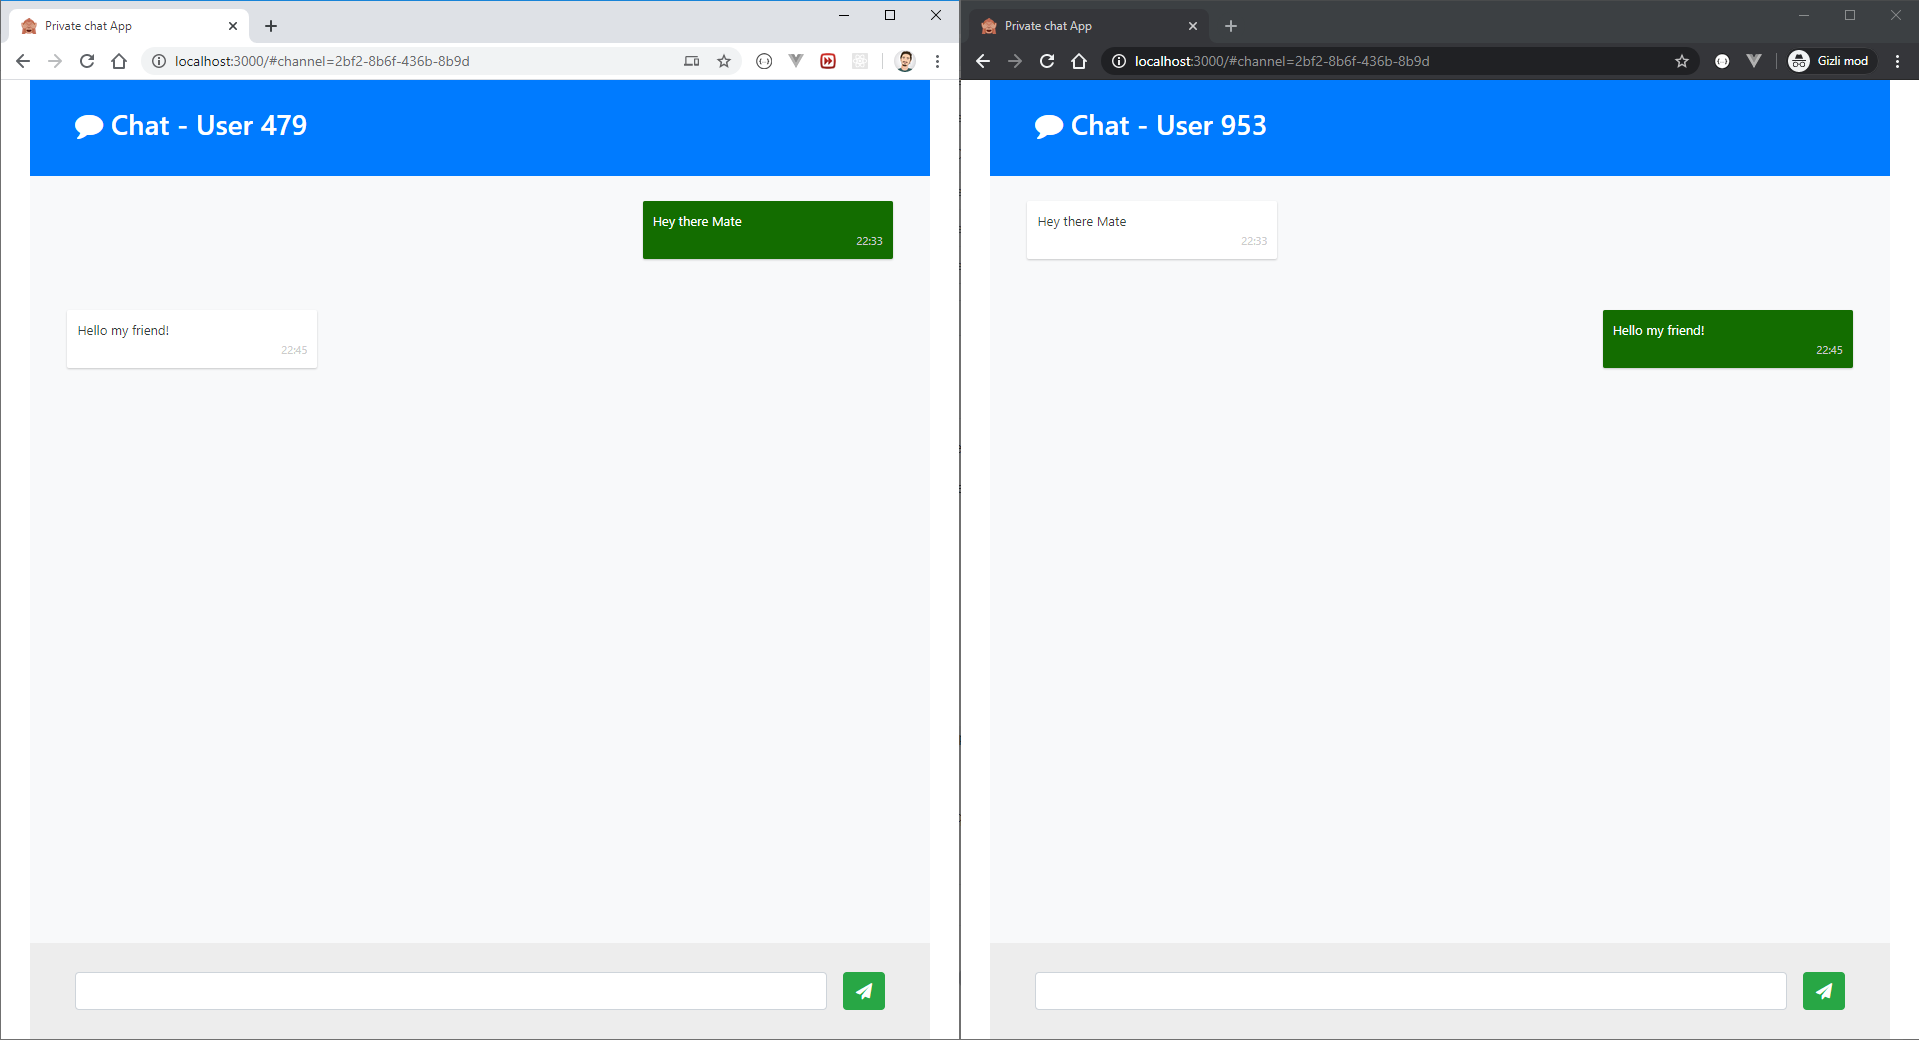 Private chat App
localhost:3000/#channel=2bf2-8b6f-436b-8b9d
Chat - User 479
Hey there Mate
22:33
Hello my friend!
22:45
Private chat App
localhost:3000/#channel=2bf2-8b6f-436b-8b9d
Gizli mod
Chat - User 953
Hey there Mate
22:33
Hello my friend!
22:45